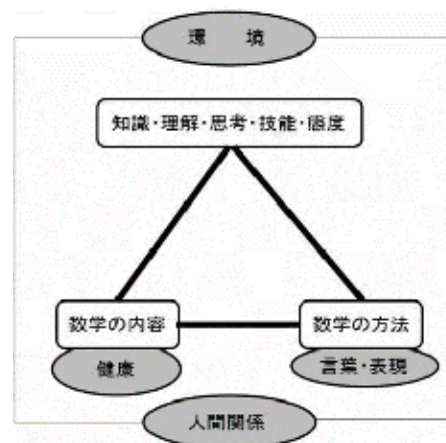 環　境
知識・理解・思考・技能・態度
数学の内容
数学の方法
健康
言葉・表現
人間関係